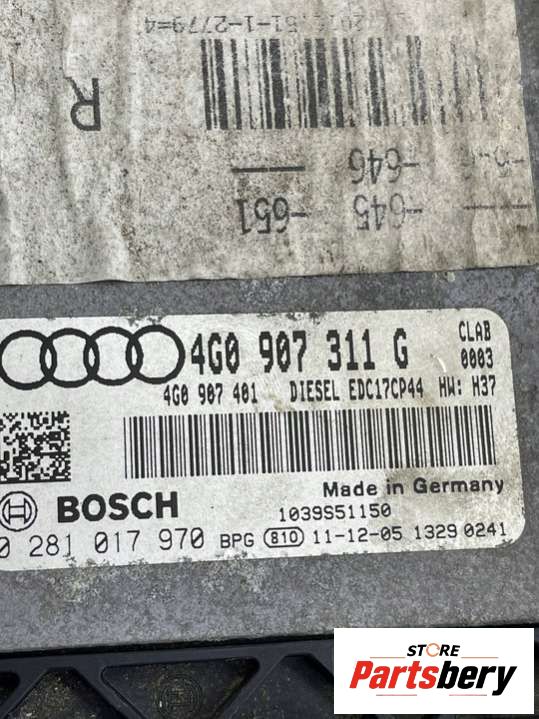 R
-646
-645
-651
4G0 907 311 G
CLAB
0003
4G0 907 401 DIESEL EDC17CP44 HW: H37
BOSCH
Made in Germany
1039S51150
0 281 017 970 BPG 810 11-12-05 1329 0241
STORE
Partsbery